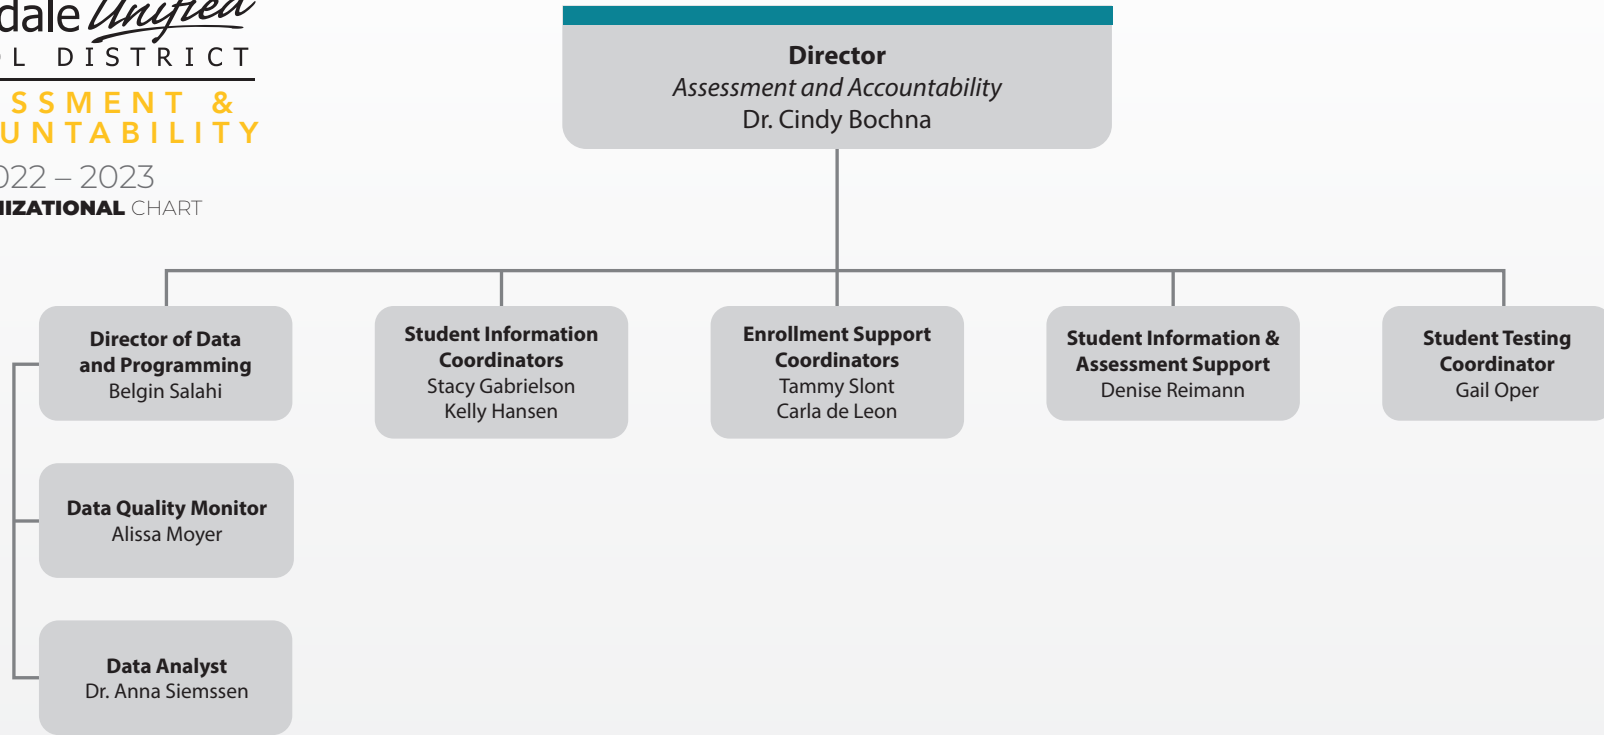 dale Unified
OL DISTRICT
SSMENT &
UNTABILITY
022 – 2023
NIZATIONAL CHART
Director
Assessment and Accountability
Dr. Cindy Bochna
Director of Data
and Programming
Belgin Salahi
Student Information
Coordinators
Stacy Gabrielson
Kelly Hansen
Enrollment Support
Coordinators
Tammy Slont
Carla de Leon
Student Information &
Assessment Support
Denise Reimann
Student Testing
Coordinator
Gail Oper
Data Quality Monitor
Alissa Moyer
Data Analyst
Dr. Anna Siemssen